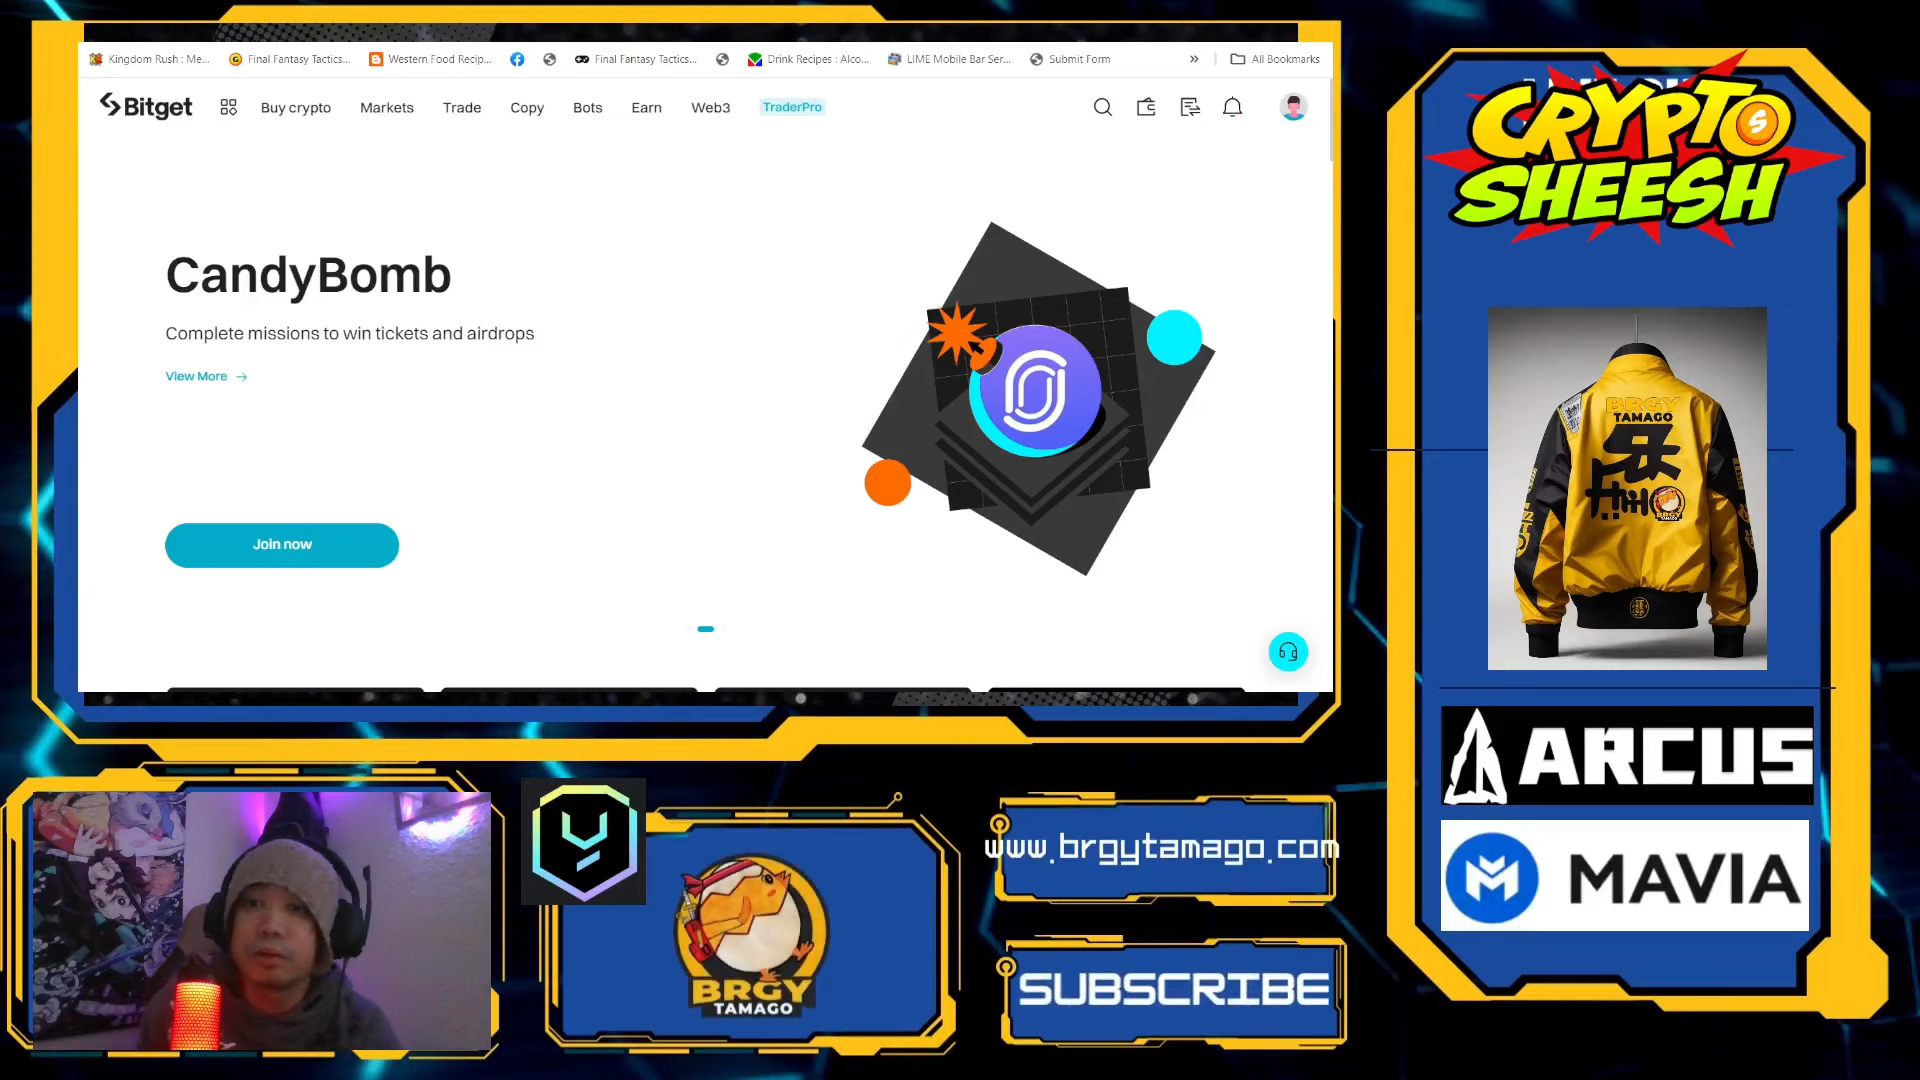 Kingdom Rush : Me...
Final Fantasy Tactics...
Western Food Recip...
Final Fantasy Tactics...
Drink Recipes : Alco...
LIME Mobile Bar Ser...
Submit Form
»
All Bookmarks
Bitget
Buy crypto
Markets
Trade
Copy
Bots
Earn
Web3
TraderPro
CandyBomb
Complete missions to win tickets and airdrops
View More →
Join now
CRYPTO
SHEESH
BRGY
TAMAGO
ARCUS
MAVIA
BRGY
TAMAGO
www.brgytamago.com
SUBSCRIBE